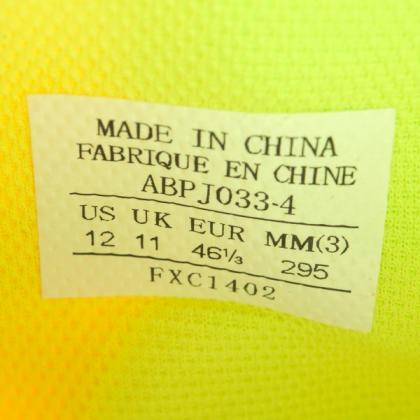 MADE IN CHINA
FABRIQUE EN CHINE
ABPJ033-4
US UK EUR MM(3)
12 11 46⅓ 295
FXC1402